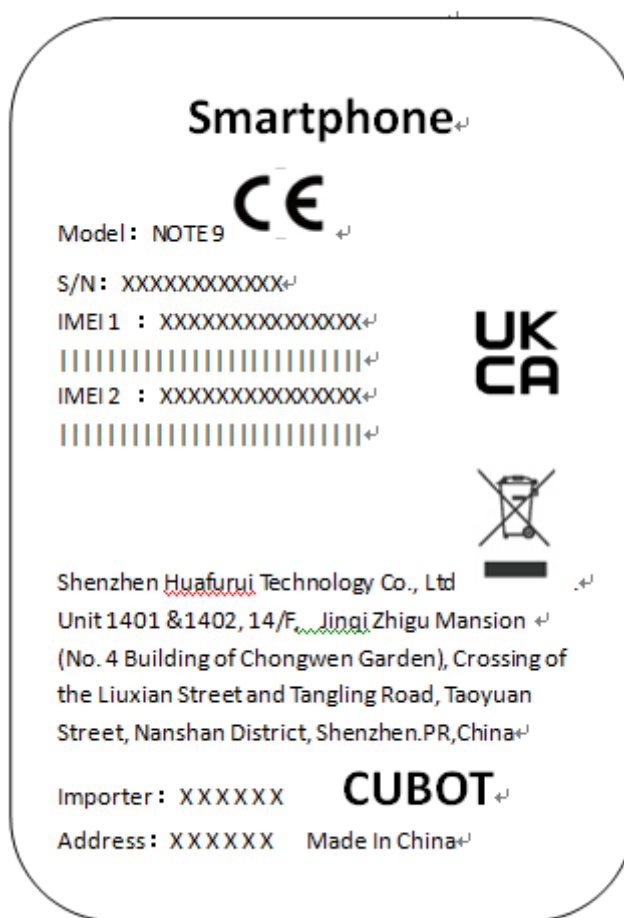 Smartphone
CE
Model: NOTE 9
S/N: XXXXXXXXXXXX
IMEI 1 : XXXXXXXXXXXXXXX
UK
CA
IMEI 2 : XXXXXXXXXXXXXXX
Shenzhen Huafurui Technology Co., Ltd .
Unit 1401 &1402, 14/F, Jinqi Zhigu Mansion
(No. 4 Building of Chongwen Garden), Crossing of
the Liuxian Street and Tangling Road, Taoyuan
Street, Nanshan District, Shenzhen.PR,China
Importer: XXXXXX CUBOT
Address: XXXXXX Made In China